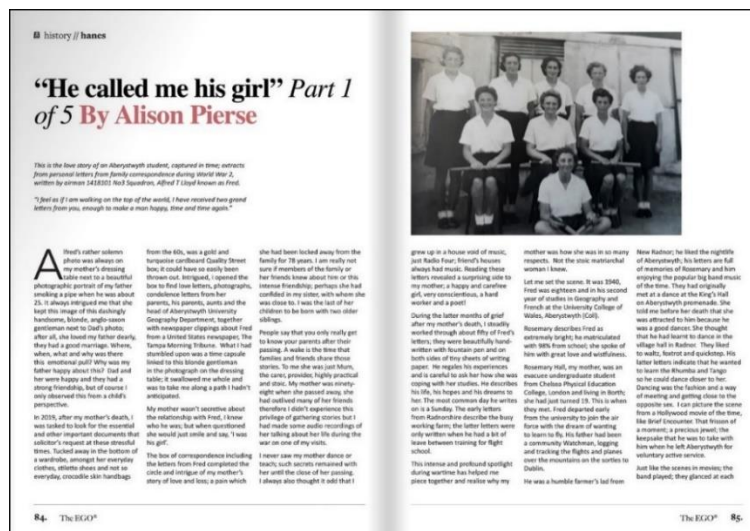 history // hanes
“He called me his girl” Part 1
of 5 By Alison Pierse
This is the love story of an Aberystwyth student, captured in time; extracts
from personal letters from family correspondence during World War 2,
written by airman 1418101 No3 Squadron, Alfred T Lloyd known as Fred.
“I feel as if I am walking on the top of the world, I have received two grand
letters from you, enough to make a man happy, time and time again.”
Alfred’s rather solemn
photo was always on
my mother’s dressing
table next to a beautiful
photographic portrait of my father
smoking a pipe when he was about
25. It always intrigued me that she
kept this image of this dashingly
handsome, blonde, anglo-saxon
gentleman next to Dad’s photo;
after all, she loved my father dearly,
they had a good marriage. Where,
when, what and why was there
this emotional pull? Why was my
father happy about this? Dad and
her were happy and they had a
strong friendship, but of course I
only observed this from a child’s
perspective.
In 2019, after my mother’s death, I
was tasked to look for the essential
and other important documents that
solicitor’s request at these stressful
times. Tucked away in the bottom of
a wardrobe, amongst her everyday
clothes, stiletto shoes and not so
everyday, crocodile skin handbags
from the 60s, was a gold and
turquoise cardboard Quality Street
box; it could have so easily been
thrown out. Intrigued, I opened the
box to find love letters, photographs,
condolence letters from her
parents, his parents, aunts and the
head of Aberystwyth University
Geography Department, together
with newspaper clippings about Fred
from a United States newspaper, The
Tampa Morning Tribune. What I had
stumbled upon was a time capsule
linked to this blonde gentleman
in the photograph on the dressing
table; it swallowed me whole and
was to take me along a path I hadn’t
anticipated.
My mother wasn’t secretive about
the relationship with Fred, I knew
who he was; but when questioned
she would just smile and say, ‘I was
his girl’.
The box of correspondence including
the letters from Fred completed the
circle and intrigue of my mother’s
story of love and loss; a pain which
she had been locked away from the
family for 78 years. I am really not
sure if members of the family or
her friends knew about him or this
intense friendship; perhaps she had
confided in my sister, with whom she
was close to. I was the last of her
children to be born with two older
siblings.
People say that you only really get
to know your parents after their
passing. A wake is the time that
families and friends share those
stories. To me she was just Mum,
the carer, provider, highly practical
and stoic. My mother was ninety-
eight when she passed away, she
had outlived many of her friends
therefore I didn’t experience this
privilege of gathering stories but I
had made some audio recordings of
her talking about her life during the
war on one of my visits.
I never saw my mother dance or
teach; such secrets remained with
her until the close of her passing.
I always also thought it odd that I
grew up in a house void of music,
just Radio Four; friend’s houses
always had music. Reading these
letters revealed a surprising side to
my mother; a happy and carefree
girl, very conscientious, a hard
worker and a poet!
During the latter months of grief
after my mother’s death, I steadily
worked through about fifty of Fred’s
letters; they were beautifully hand-
written with fountain pen and on
both sides of tiny sheets of writing
paper. He regales his experiences
and is careful to ask her how she was
coping with her studies. He describes
his life, his hopes and his dreams to
her. The most common day he writes
on is a Sunday. The early letters
from Radnorshire describe the busy
working farm; the latter letters were
only written when he had a bit of
leave between training for flight
school.
This intense and profound spotlight
during wartime has helped me
piece together and realise why my
mother was how she was in so many
respects. Not the stoic matriarchal
woman I knew.
Let me set the scene. It was 1940,
Fred was eighteen and in his second
year of studies in Geography and
French at the University College of
Wales, Aberystwyth (Coll).
Rosemary describes Fred as
extremely bright; he matriculated
with 98% from school; she spoke of
him with great love and wistfulness.
Rosemary Hall, my mother, was an
evacuee undergraduate student
from Chelsea Physical Education
College, London and living in Borth;
she had just turned 19. This is when
they met. Fred departed early
from the university to join the air
force with the dream of wanting
to learn to fly. His father had been
a community Watchman, logging
and tracking the flights and planes
over the mountains on the sorties to
Dublin.
He was a humble farmer’s lad from
New Radnor; he liked the nightlife
of Aberystwyth; his letters are full
of memories of Rosemary and him
enjoying the popular big band music
of the time. They had originally
met at a dance at the King’s Hall
on Aberystwyth promenade. She
told me before her death that she
was attracted to him because he
was a good dancer. She thought
that he had learnt to dance in the
village hall in Radnor. They liked
to waltz, foxtrot and quickstep. His
latter letters indicate that he wanted
to learn the Rhumba and Tango
so he could dance closer to her.
Dancing was the fashion and a way
of meeting and getting close to the
opposite sex. I can picture the scene
from a Hollywood movie of the time,
like Brief Encounter. That frozen of
a moment; a precious jewel; the
keepsake that he was to take with
him when he left Aberystwyth for
voluntary active service.
Just like the scenes in movies; the
band played; they glanced at each
84. The EGO®
The EGO® 85.